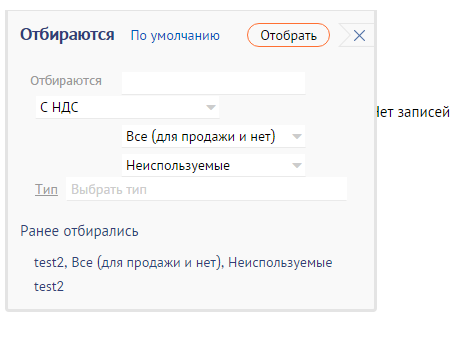 Отбираются По умолчанию Отобрать
Отбираются
С НДС
Нет записей
Все (для продажи и нет)
Неиспользуемые
Тип Выбрать тип
Ранее отбирались
test2, Все (для продажи и нет), Неиспользуемые
test2